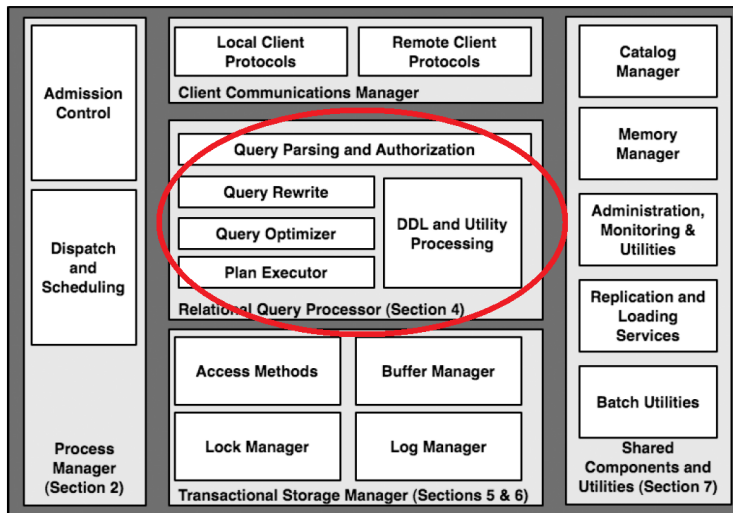 Admission
Control
Dispatch
and
Scheduling
Process
Manager
(Section 2)
Local Client
Protocols
Remote Client
Protocols
Client Communications Manager
Query Parsing and Authorization
Query Rewrite
Query Optimizer
Plan Executor
DDL and Utility
Processing
Relational Query Processor (Section 4)
Access Methods
Buffer Manager
Lock Manager
Log Manager
Transactional Storage Manager (Sections 5 & 6)
Catalog
Manager
Memory
Manager
Administration,
Monitoring &
Utilities
Replication and
Loading
Services
Batch Utilities
Shared
Components and
Utilities (Section 7)